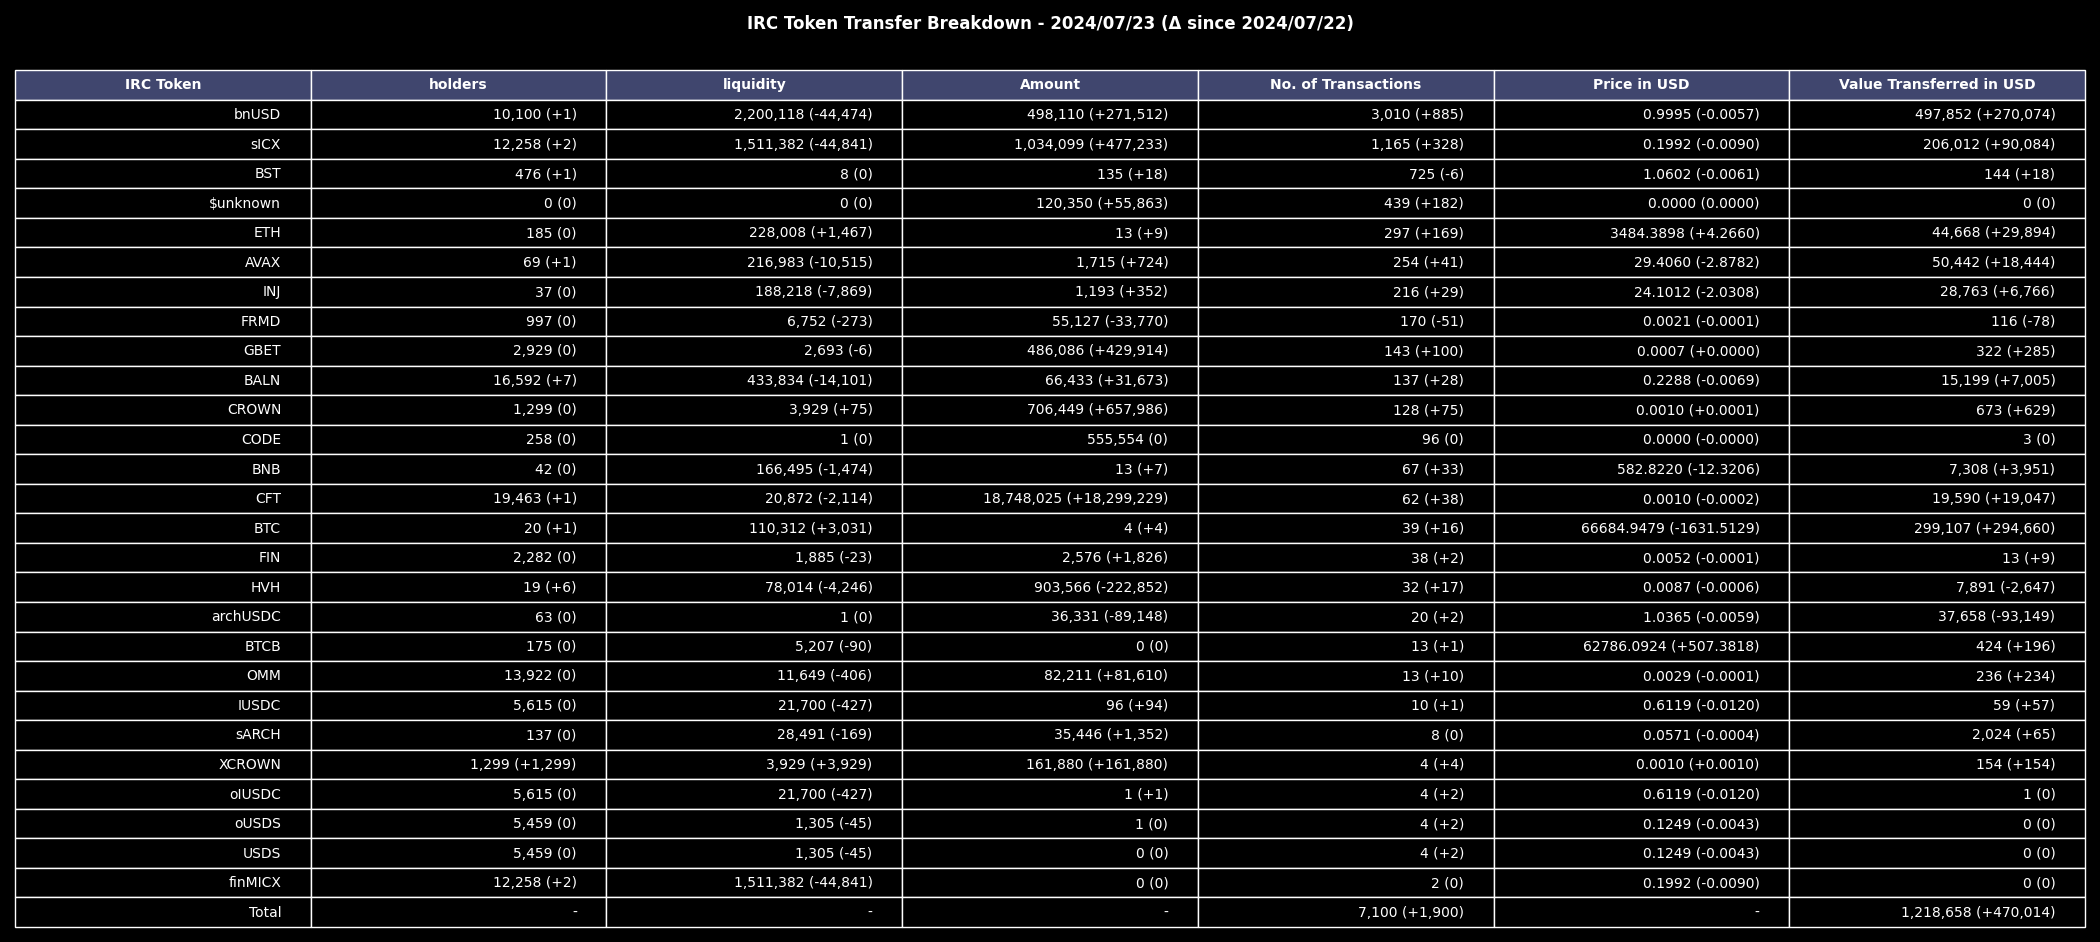 IRC Token Transfer Breakdown - 2024/07/23 (Δ since 2024/07/22)
IRC Token holders liquidity Amount No. of Transactions Price in USD Value Transferred in USD
bnUSD 10,100 (+1) 2,200,118 (-44,474) 498,110 (+271,512) 3,010 (+885) 0.9995 (-0.0057) 497,852 (+270,074)
sICX 12,258 (+2) 1,511,382 (-44,841) 1,034,099 (+477,233) 1,165 (+328) 0.1992 (-0.0090) 206,012 (+90,084)
BST 476 (+1) 8 (0) 135 (+18) 725 (-6) 1.0602 (-0.0061) 144 (+18)
$unknown 0 (0) 0 (0) 120,350 (+55,863) 439 (+182) 0.0000 (0.0000) 0 (0)
ETH 185 (0) 228,008 (+1,467) 13 (+9) 297 (+169) 3484.3898 (+4.2660) 44,668 (+29,894)
AVAX 69 (+1) 216,983 (-10,515) 1,715 (+724) 254 (+41) 29.4060 (-2.8782) 50,442 (+18,444)
INJ 37 (0) 188,218 (-7,869) 1,193 (+352) 216 (+29) 24.1012 (-2.0308) 28,763 (+6,766)
FRMD 997 (0) 6,752 (-273) 55,127 (-33,770) 170 (-51) 0.0021 (-0.0001) 116 (-78)
GBET 2,929 (0) 2,693 (-6) 486,086 (+429,914) 143 (+100) 0.0007 (+0.0000) 322 (+285)
BALN 16,592 (+7) 433,834 (-14,101) 66,433 (+31,673) 137 (+28) 0.2288 (-0.0069) 15,199 (+7,005)
CROWN 1,299 (0) 3,929 (+75) 706,449 (+657,986) 128 (+75) 0.0010 (+0.0001) 673 (+629)
CODE 258 (0) 1 (0) 555,554 (0) 96 (0) 0.0000 (-0.0000) 3 (0)
BNB 42 (0) 166,495 (-1,474) 13 (+7) 67 (+33) 582.8220 (-12.3206) 7,308 (+3,951)
CFT 19,463 (+1) 20,872 (-2,114) 18,748,025 (+18,299,229) 62 (+38) 0.0010 (-0.0002) 19,590 (+19,047)
BTC 20 (+1) 110,312 (+3,031) 4 (+4) 39 (+16) 66684.9479 (-1631.5129) 299,107 (+294,660)
FIN 2,282 (0) 1,885 (-23) 2,576 (+1,826) 38 (+2) 0.0052 (-0.0001) 13 (+9)
HVH 19 (+6) 78,014 (-4,246) 903,566 (-222,852) 32 (+17) 0.0087 (-0.0006) 7,891 (-2,647)
archUSDC 63 (0) 1 (0) 36,331 (-89,148) 20 (+2) 1.0365 (-0.0059) 37,658 (-93,149)
BTCB 175 (0) 5,207 (-90) 0 (0) 13 (+1) 62786.0924 (+507.3818) 424 (+196)
OMM 13,922 (0) 11,649 (-406) 82,211 (+81,610) 13 (+10) 0.0029 (-0.0001) 236 (+234)
IUSDC 5,615 (0) 21,700 (-427) 96 (+94) 10 (+1) 0.6119 (-0.0120) 59 (+57)
sARCH 137 (0) 28,491 (-169) 35,446 (+1,352) 8 (0) 0.0571 (-0.0004) 2,024 (+65)
XCROWN 1,299 (+1,299) 3,929 (+3,929) 161,880 (+161,880) 4 (+4) 0.0010 (+0.0010) 154 (+154)
oIUSDC 5,615 (0) 21,700 (-427) 1 (+1) 4 (+2) 0.6119 (-0.0120) 1 (0)
oUSDS 5,459 (0) 1,305 (-45) 1 (0) 4 (+2) 0.1249 (-0.0043) 0 (0)
USDS 5,459 (0) 1,305 (-45) 0 (0) 4 (+2) 0.1249 (-0.0043) 0 (0)
finMICX 12,258 (+2) 1,511,382 (-44,841) 0 (0) 2 (0) 0.1992 (-0.0090) 0 (0)
Total - - - 7,100 (+1,900) - 1,218,658 (+470,014)